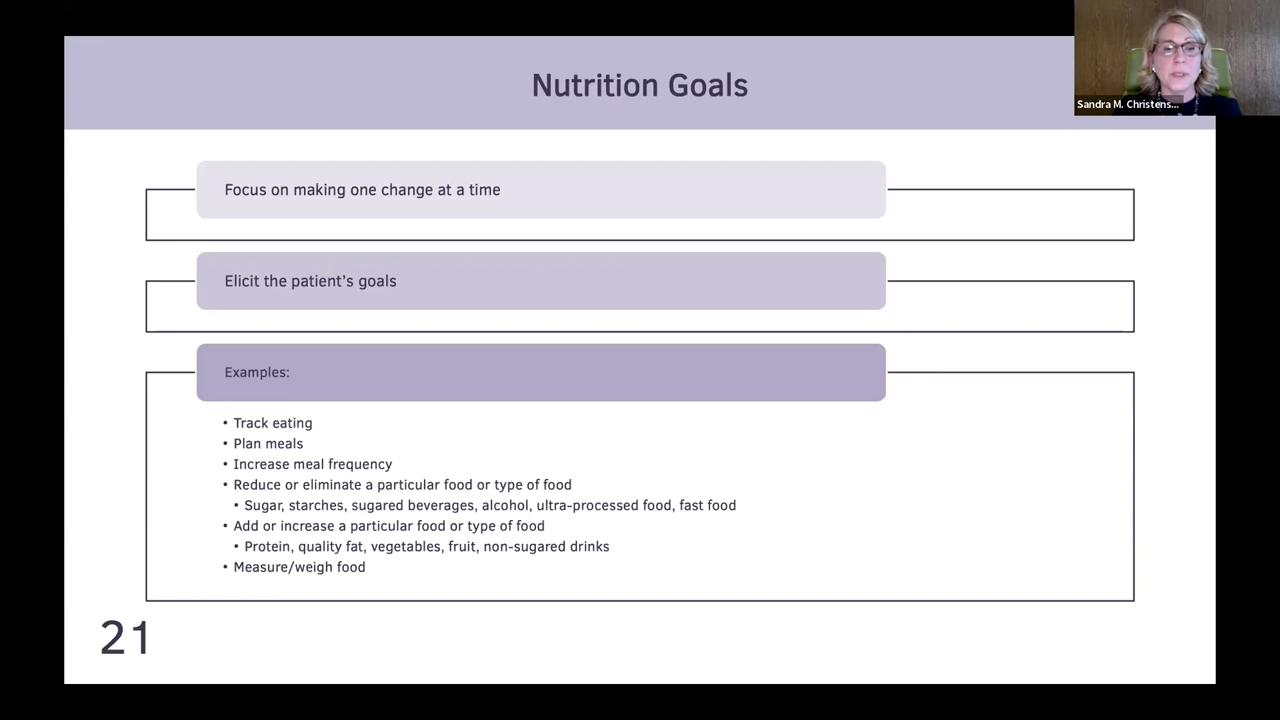 Nutrition Goals
Sandra M. Christens...
Focus on making one change at a time
Elicit the patient's goals
Examples:
• Track eating
• Plan meals
• Increase meal frequency
• Reduce or eliminate a particular food or type of food
• Sugar, starches, sugared beverages, alcohol, ultra-processed food, fast food
• Add or increase a particular food or type of food
• Protein, quality fat, vegetables, fruit, non-sugared drinks
• Measure/weigh food
21